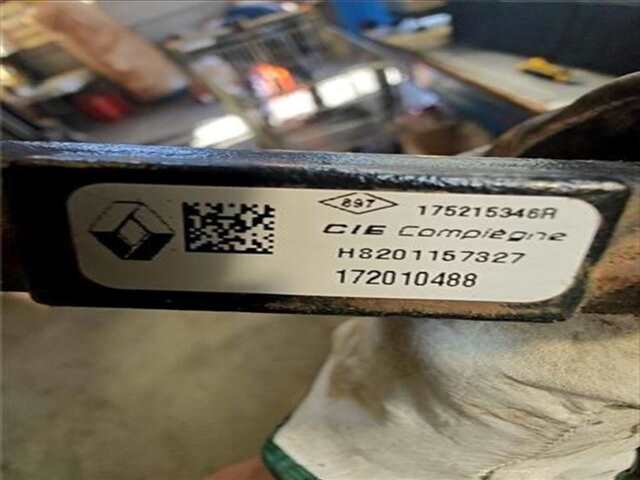 897 175215346R
CIE Compiègne
H8201157327
172010488